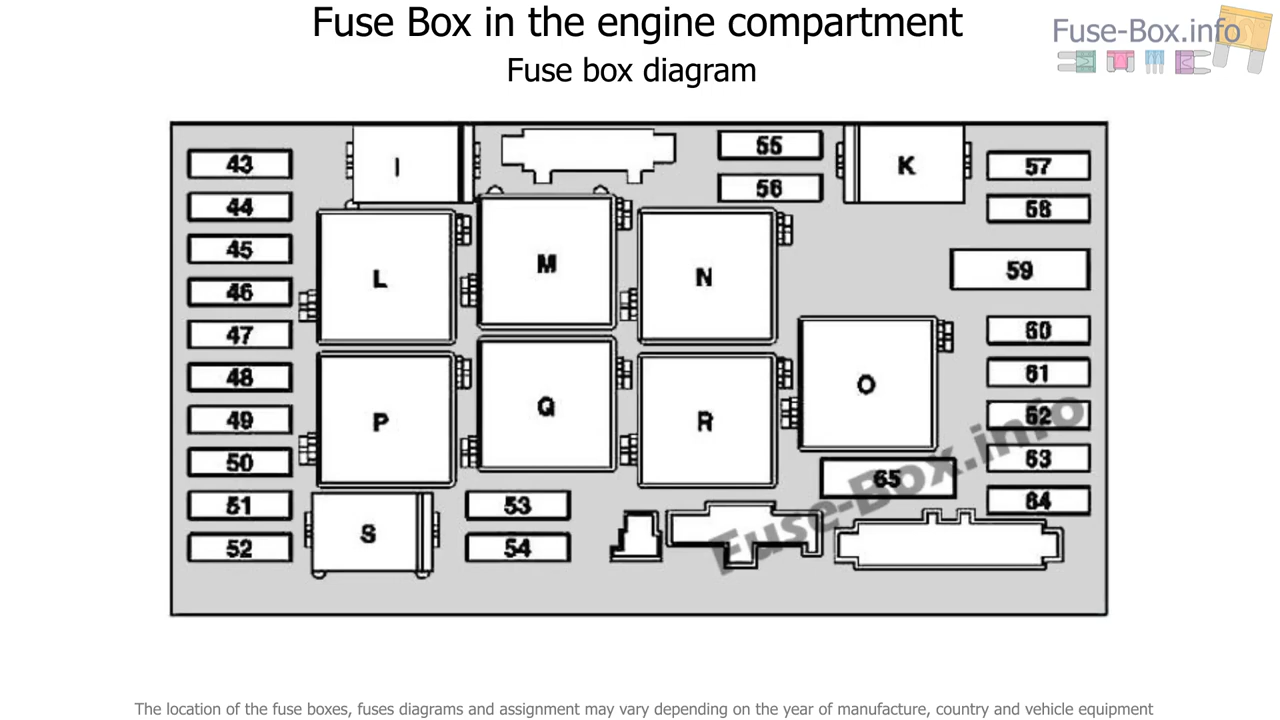 Fuse Box in the engine compartment
Fuse-Box.info
Fuse box diagram
43
44
45
46
47
48
49
50
51
52
I
L
M
N
P
Q
R
S
53
54
55
56
K
O
65
57
58
59
60
61
62
63
64
Fuse-Box.info
The location of the fuse boxes, fuses diagrams and assignment may vary depending on the year of manufacture, country and vehicle equipment